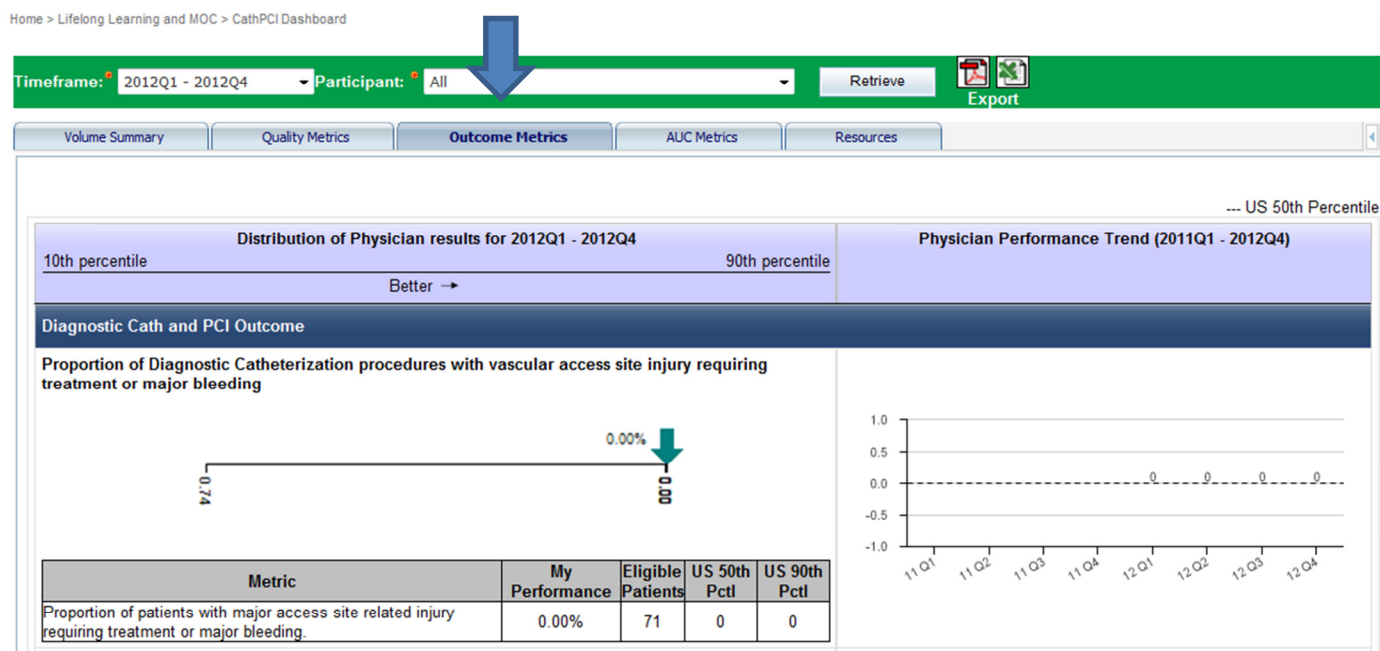 Home > Lifelong Learning and MOC > CathPCI Dashboard
Timeframe: 2012Q1 - 2012Q4 Participant: All Retrieve Export
Volume Summary Quality Metrics Outcome Metrics AUC Metrics Resources
--- US 50th Percentile
Distribution of Physician results for 2012Q1 - 2012Q4
10th percentile 90th percentile
Better →
Physician Performance Trend (2011Q1 - 2012Q4)
Diagnostic Cath and PCI Outcome
Proportion of Diagnostic Catheterization procedures with vascular access site injury requiring
treatment or major bleeding
0.00%
0.74 0.00
Metric My Performance Eligible Patients US 50th Pctl US 90th Pctl
Proportion of patients with major access site related injury
requiring treatment or major bleeding. 0.00% 71 0 0
1.0
0.5
0.0 0 0 0 0
-0.5
-1.0
11 Q1 11 Q2 11 Q3 11 Q4 12 Q1 12 Q2 12 Q3 12 Q4